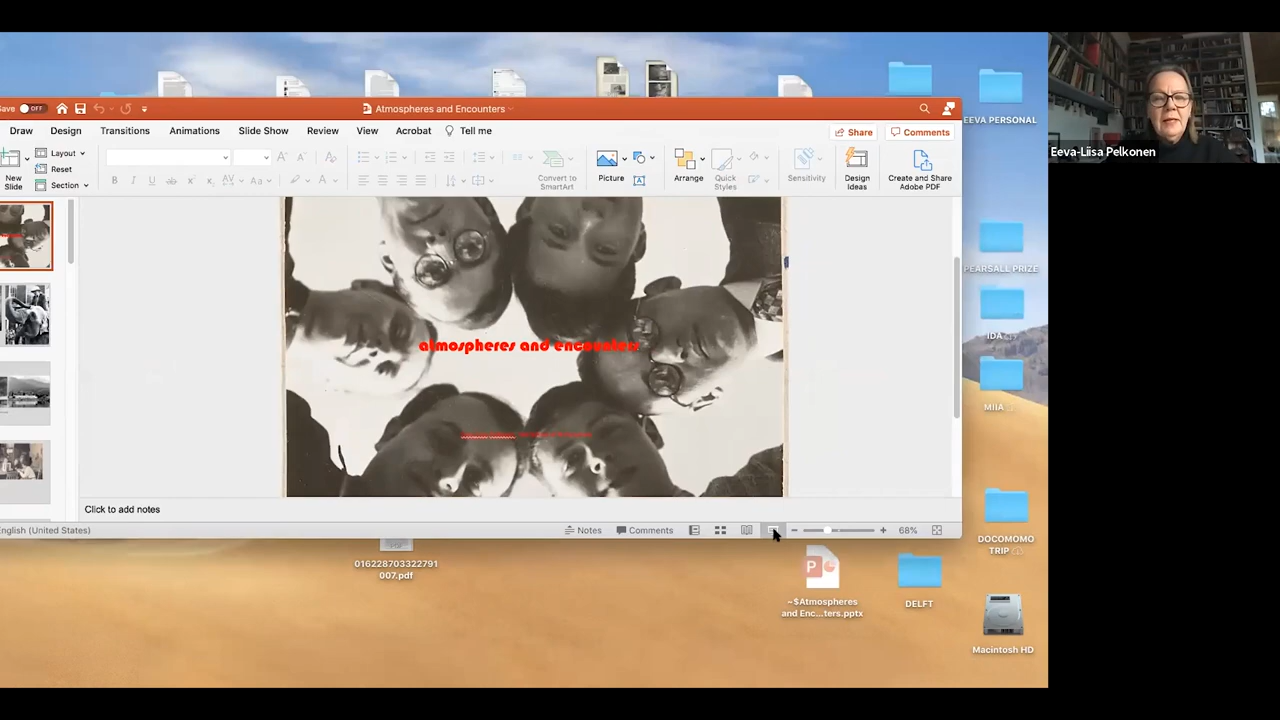 EEVA PERSONAL
Eeva-Liisa Pelkonen
Save OFF
Atmospheres and Encounters
Draw Design Transitions Animations Slide Show Review View Acrobat Tell me
Share Comments
New
Slide
Layout
Reset
Section
B I U
Convert to
SmartArt
Picture
Arrange
Quick
Styles
Sensitivity
Design
Ideas
Create and Share
Adobe PDF
atmospheres and encounters
PEARSALL PRIZE
IDA
MIIA
Click to add notes
English (United States)
Notes Comments 68%
DOCOMOMO
TRIP
016228703322791
007.pdf
P
~$Atmospheres
and Enc...ters.pptx
DELFT
Macintosh HD